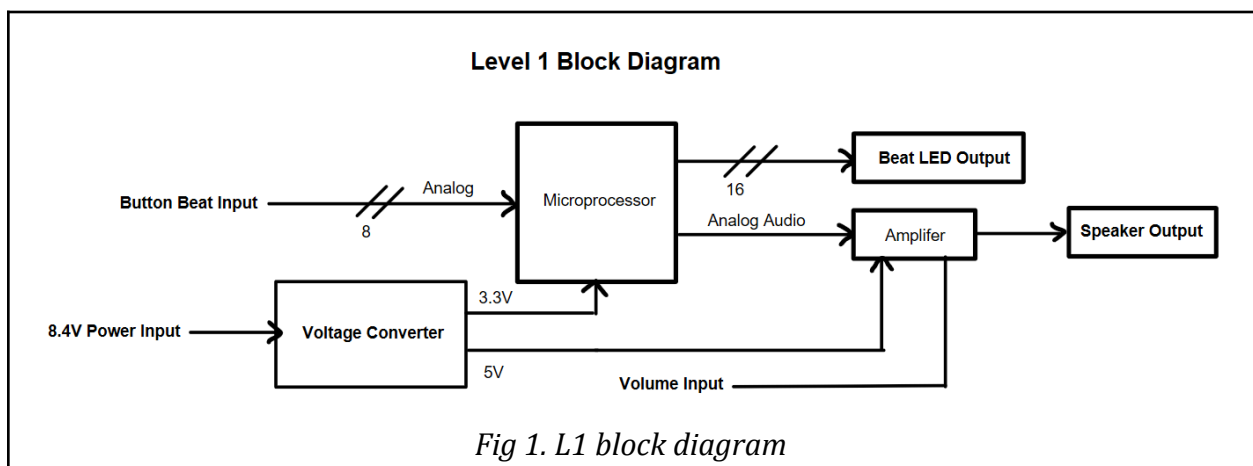 Level 1 Block Diagram
Button Beat Input
8
Analog
Microprocessor
16
Beat LED Output
Analog Audio
Amplifer
Speaker Output
8.4V Power Input
Voltage Converter
3.3V
5V
Volume Input
Fig 1. L1 block diagram